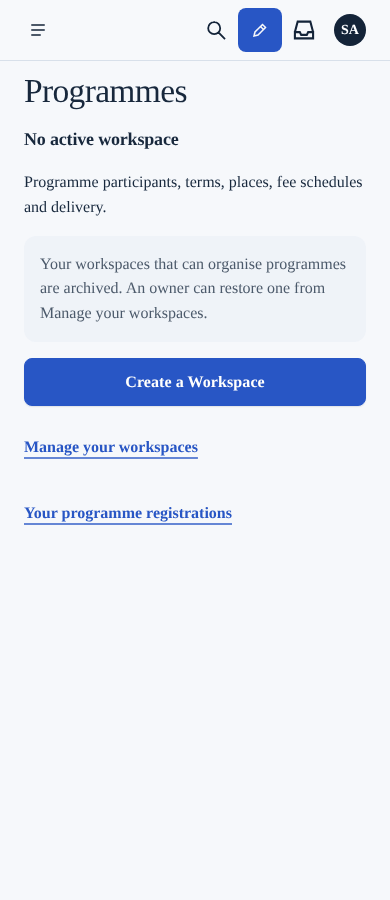 SA
Programmes
No active workspace
Programme participants, terms, places, fee schedules
and delivery.
Your workspaces that can organise programmes
are archived. An owner can restore one from
Manage your workspaces.
Create a Workspace
Manage your workspaces
Your programme registrations